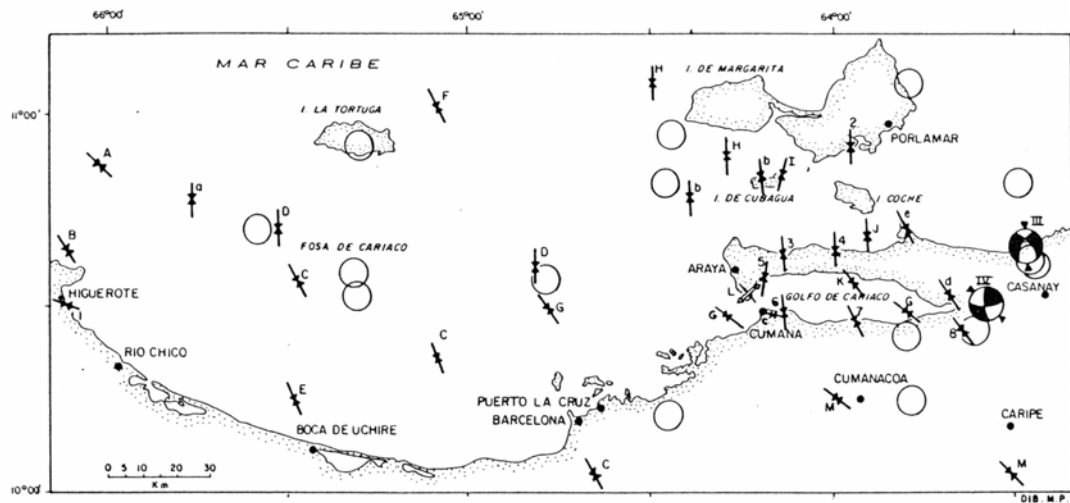 66°00' 65°00' 64°00'
MAR CARIBE
H
I. DE MARGARITA
F
11°00'
I. LA TORTUGA
2
PORLAMAR
A
H
b I
a
b
I. DE CUBAGUA
I. COCHE
III
D
B
J
e
FOSA DE CARIACO
D
3 4
C
ARAYA
5
K
IV
CASANAY
HIGUEROTE
L
d
G
GOLFO DE CARIACO
G
G
6
c
7
8
CUMANA
C
RIO CHICO
E
PUERTO LA CRUZ
CUMANACOA
M
BARCELONA
CARIPE
BOCA DE UCHIRE
C
M
0 5 10 20 30
Km
10°00'
DIB. M.P.